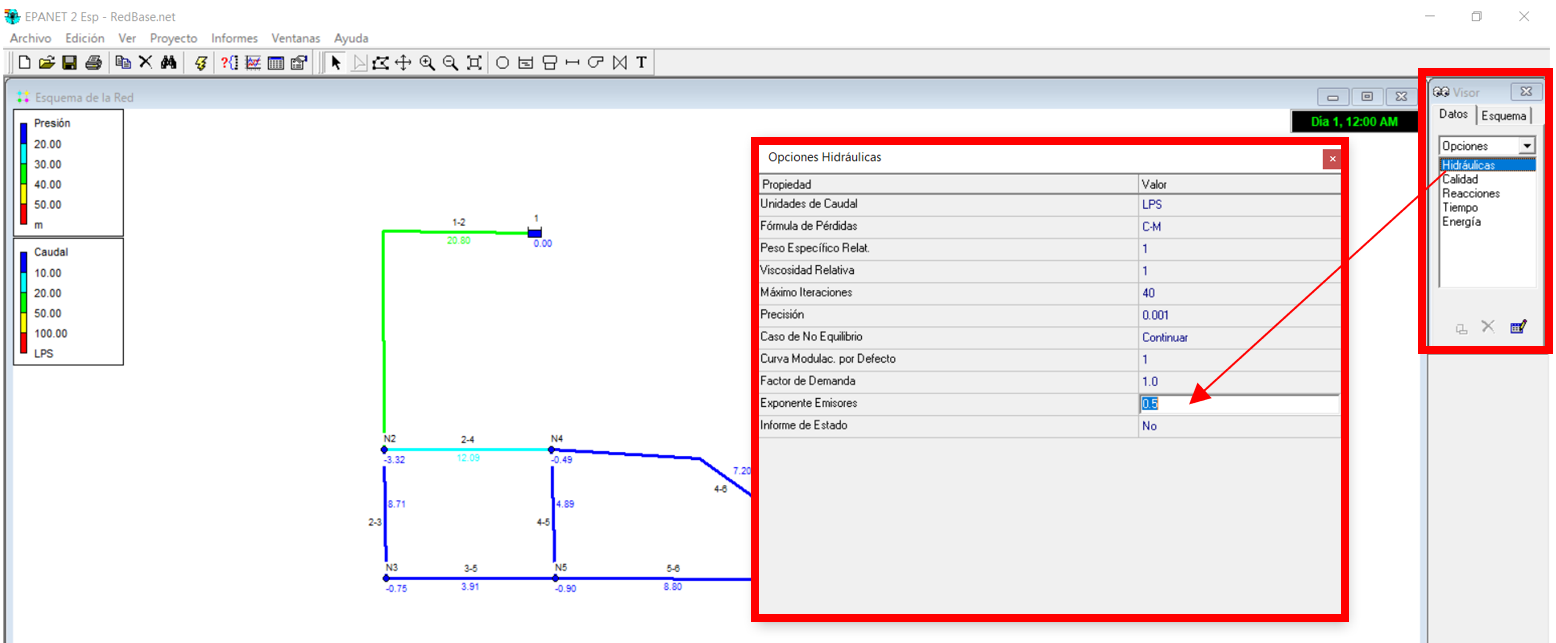 EPANET 2 Esp - RedBase.net
Archivo Edición Ver Proyecto Informes Ventanas Ayuda
T
Esquema de la Red
Presión
20.00
30.00
40.00
50.00
m
Caudal
10.00
20.00
50.00
100.00
LPS
Dia 1, 12:00 AM
1-2
20.80
1
0.00
N2
-3.32
2-4
12.09
N4
-0.49
7.20
4-6
8.71
2-3
4.89
4-5
N3
-0.75
3-5
3.91
N5
-0.90
5-6
8.80
Opciones Hidráulicas
Propiedad Valor
Unidades de Caudal LPS
Fórmula de Pérdidas C-M
Peso Específico Relat. 1
Viscosidad Relativa 1
Máximo Iteraciones 40
Precisión 0.001
Caso de No Equilibrio Continuar
Curva Modulac. por Defecto 1
Factor de Demanda 1.0
Exponente Emisores 0.5
Informe de Estado No
Visor
Datos Esquema
Opciones
Hidráulicas
Calidad
Reacciones
Tiempo
Energía